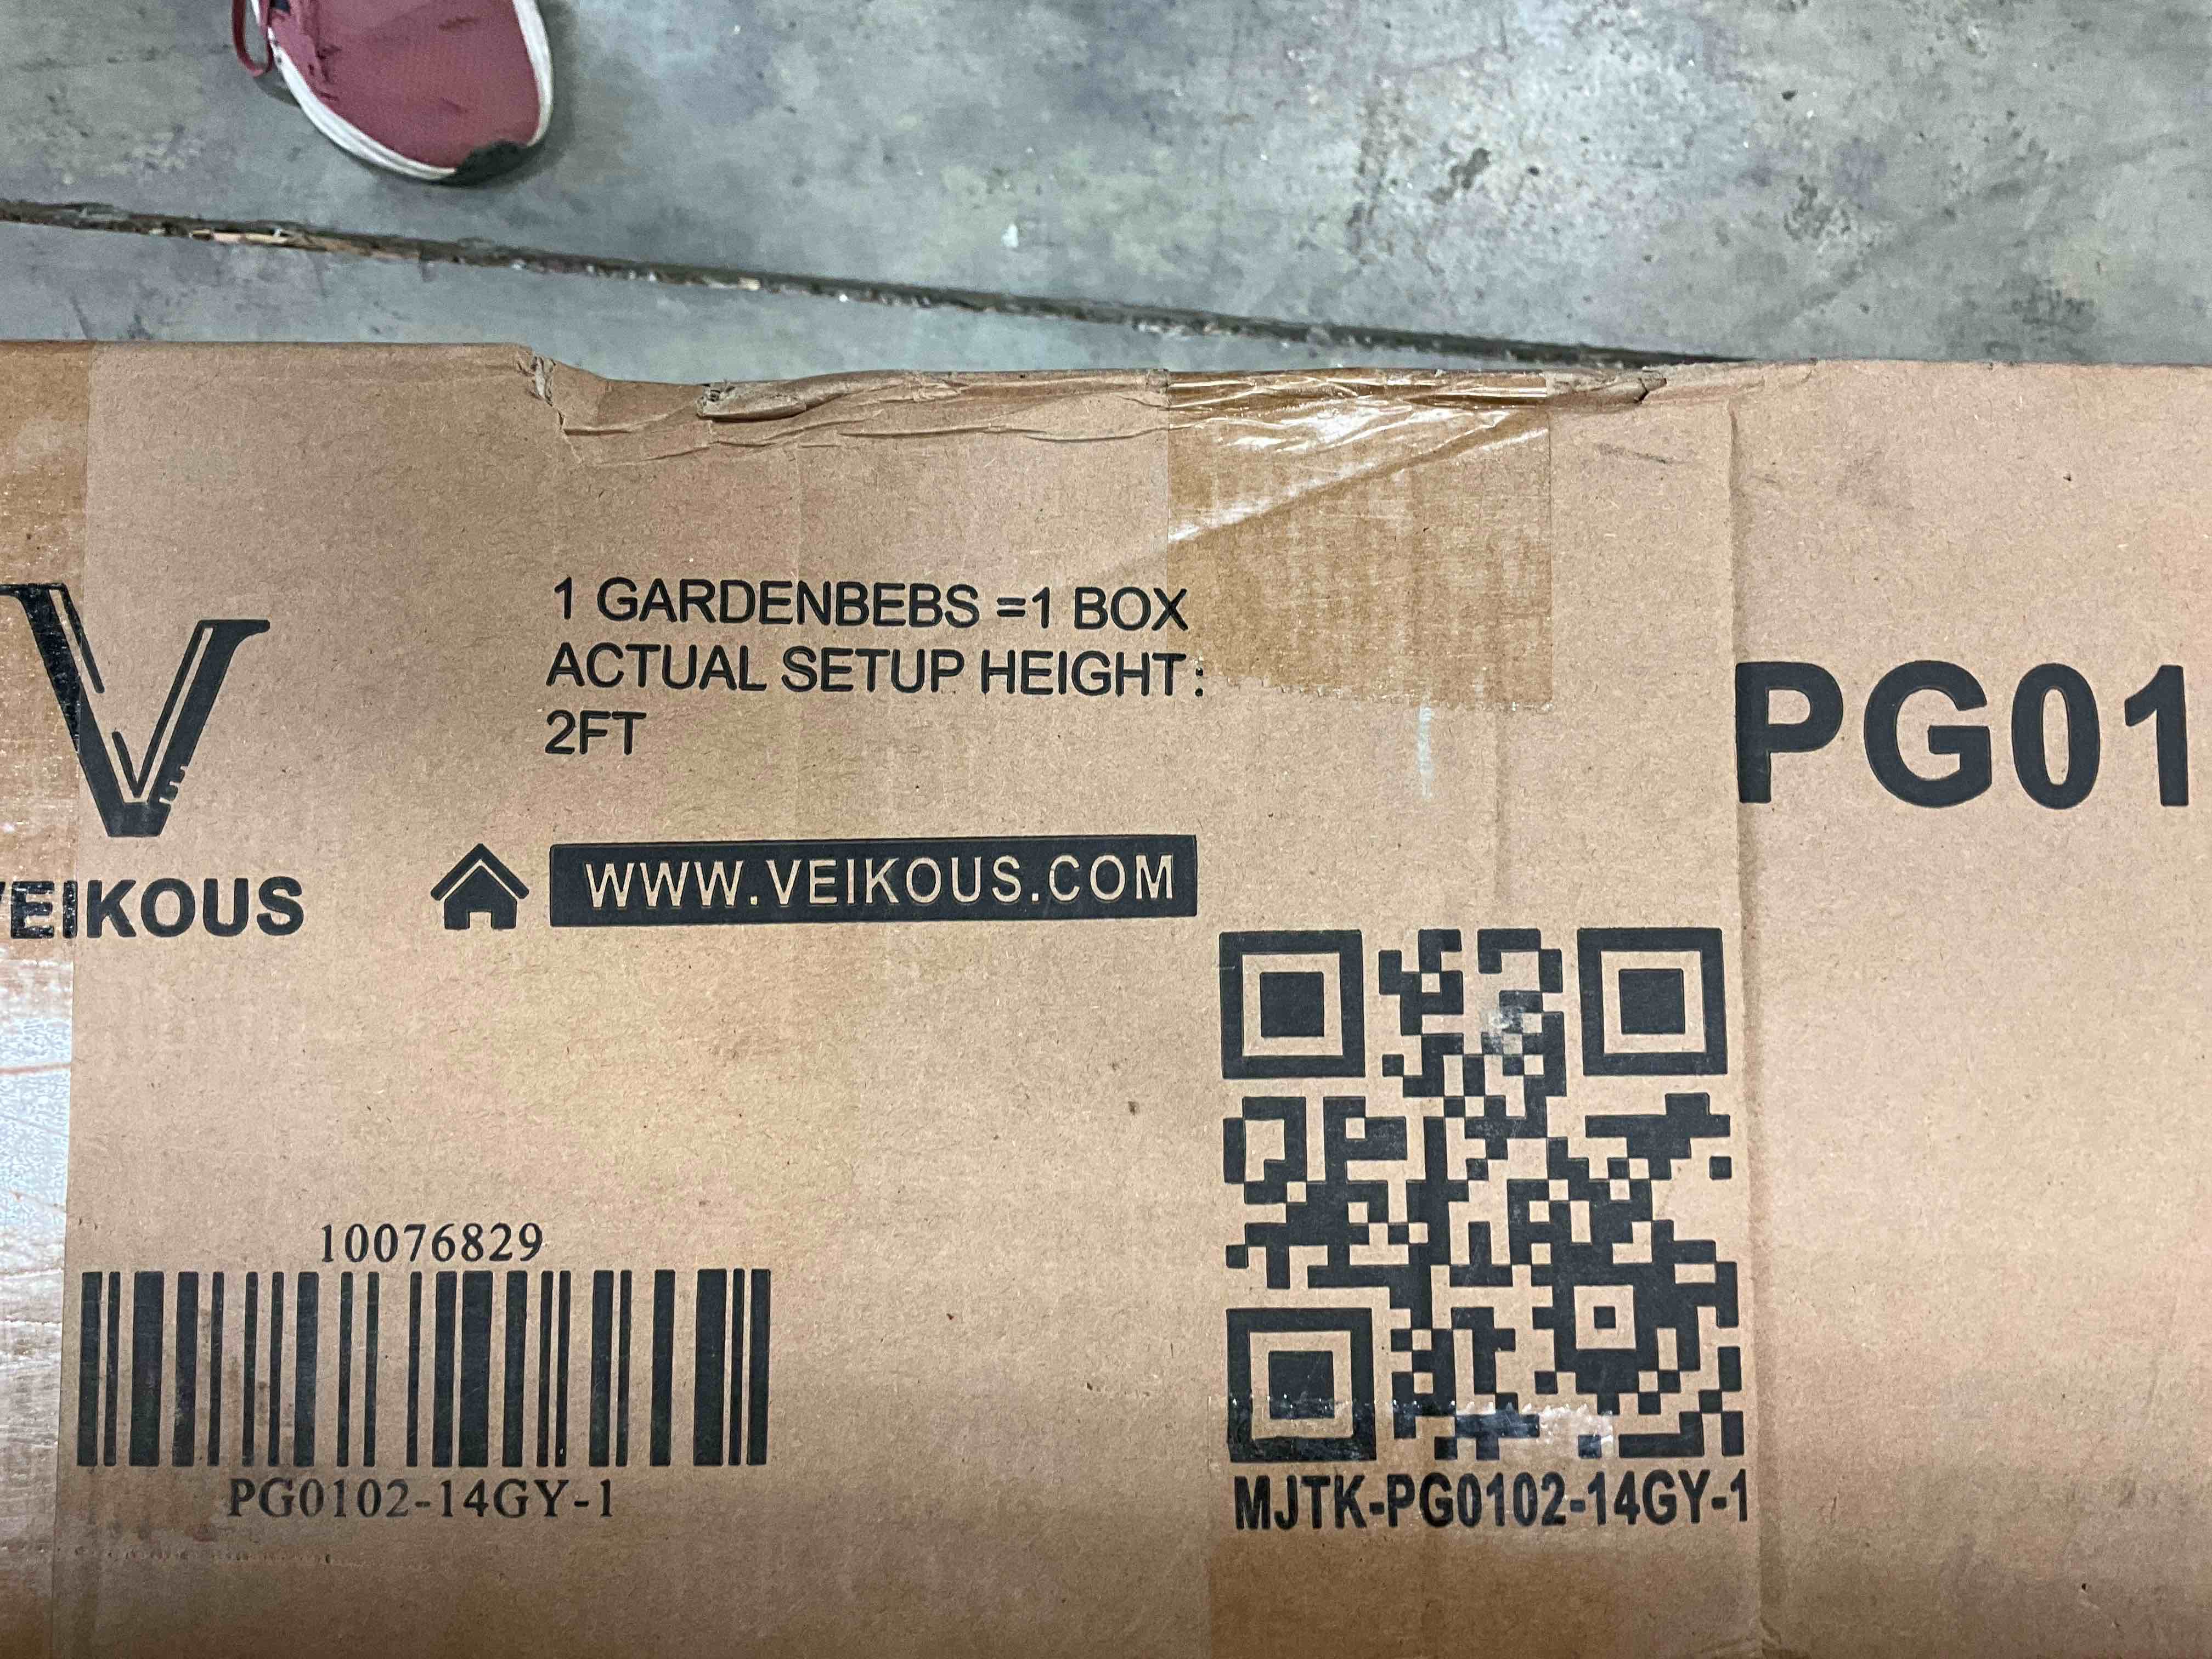 1 GARDENBEBS =1 BOX
ACTUAL SETUP HEIGHT:
2FT
PG01
VEIKOUS
WWW.VEIKOUS.COM
10076829
PG0102-14GY-1
MJTK-PG0102-14GY-1